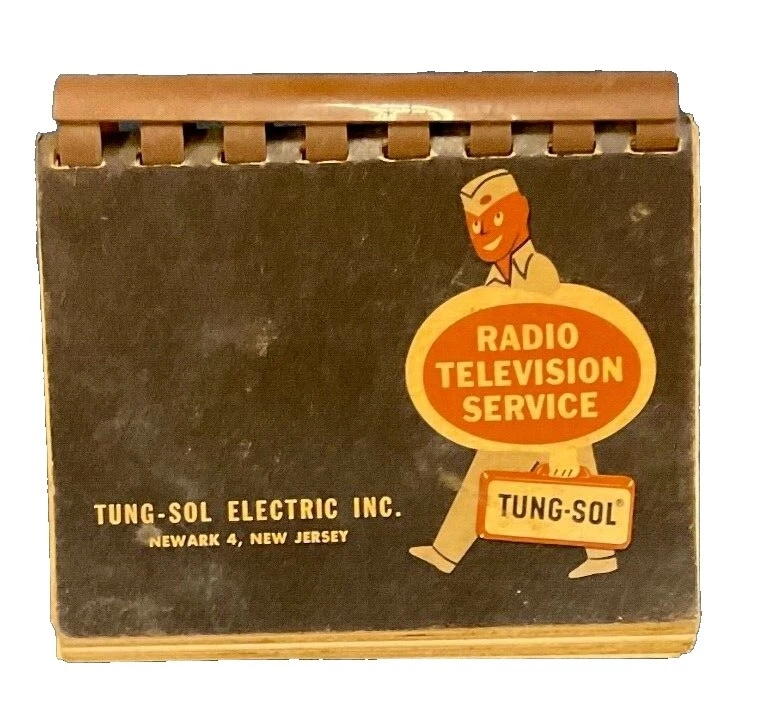 RADIO
TELEVISION
SERVICE
TUNG-SOL®
TUNG-SOL ELECTRIC INC.
NEWARK 4, NEW JERSEY